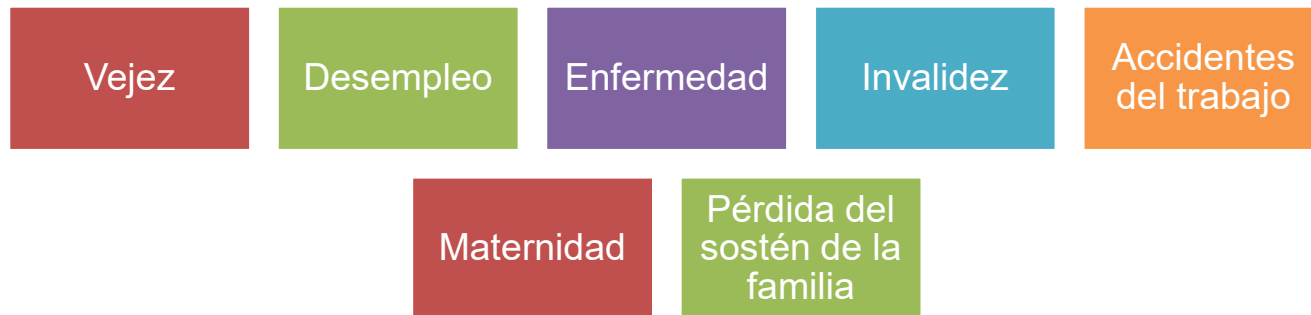 Vejez
Desempleo
Enfermedad
Invalidez
Accidentes
del trabajo
Maternidad
Pérdida del
sostén de la
familia